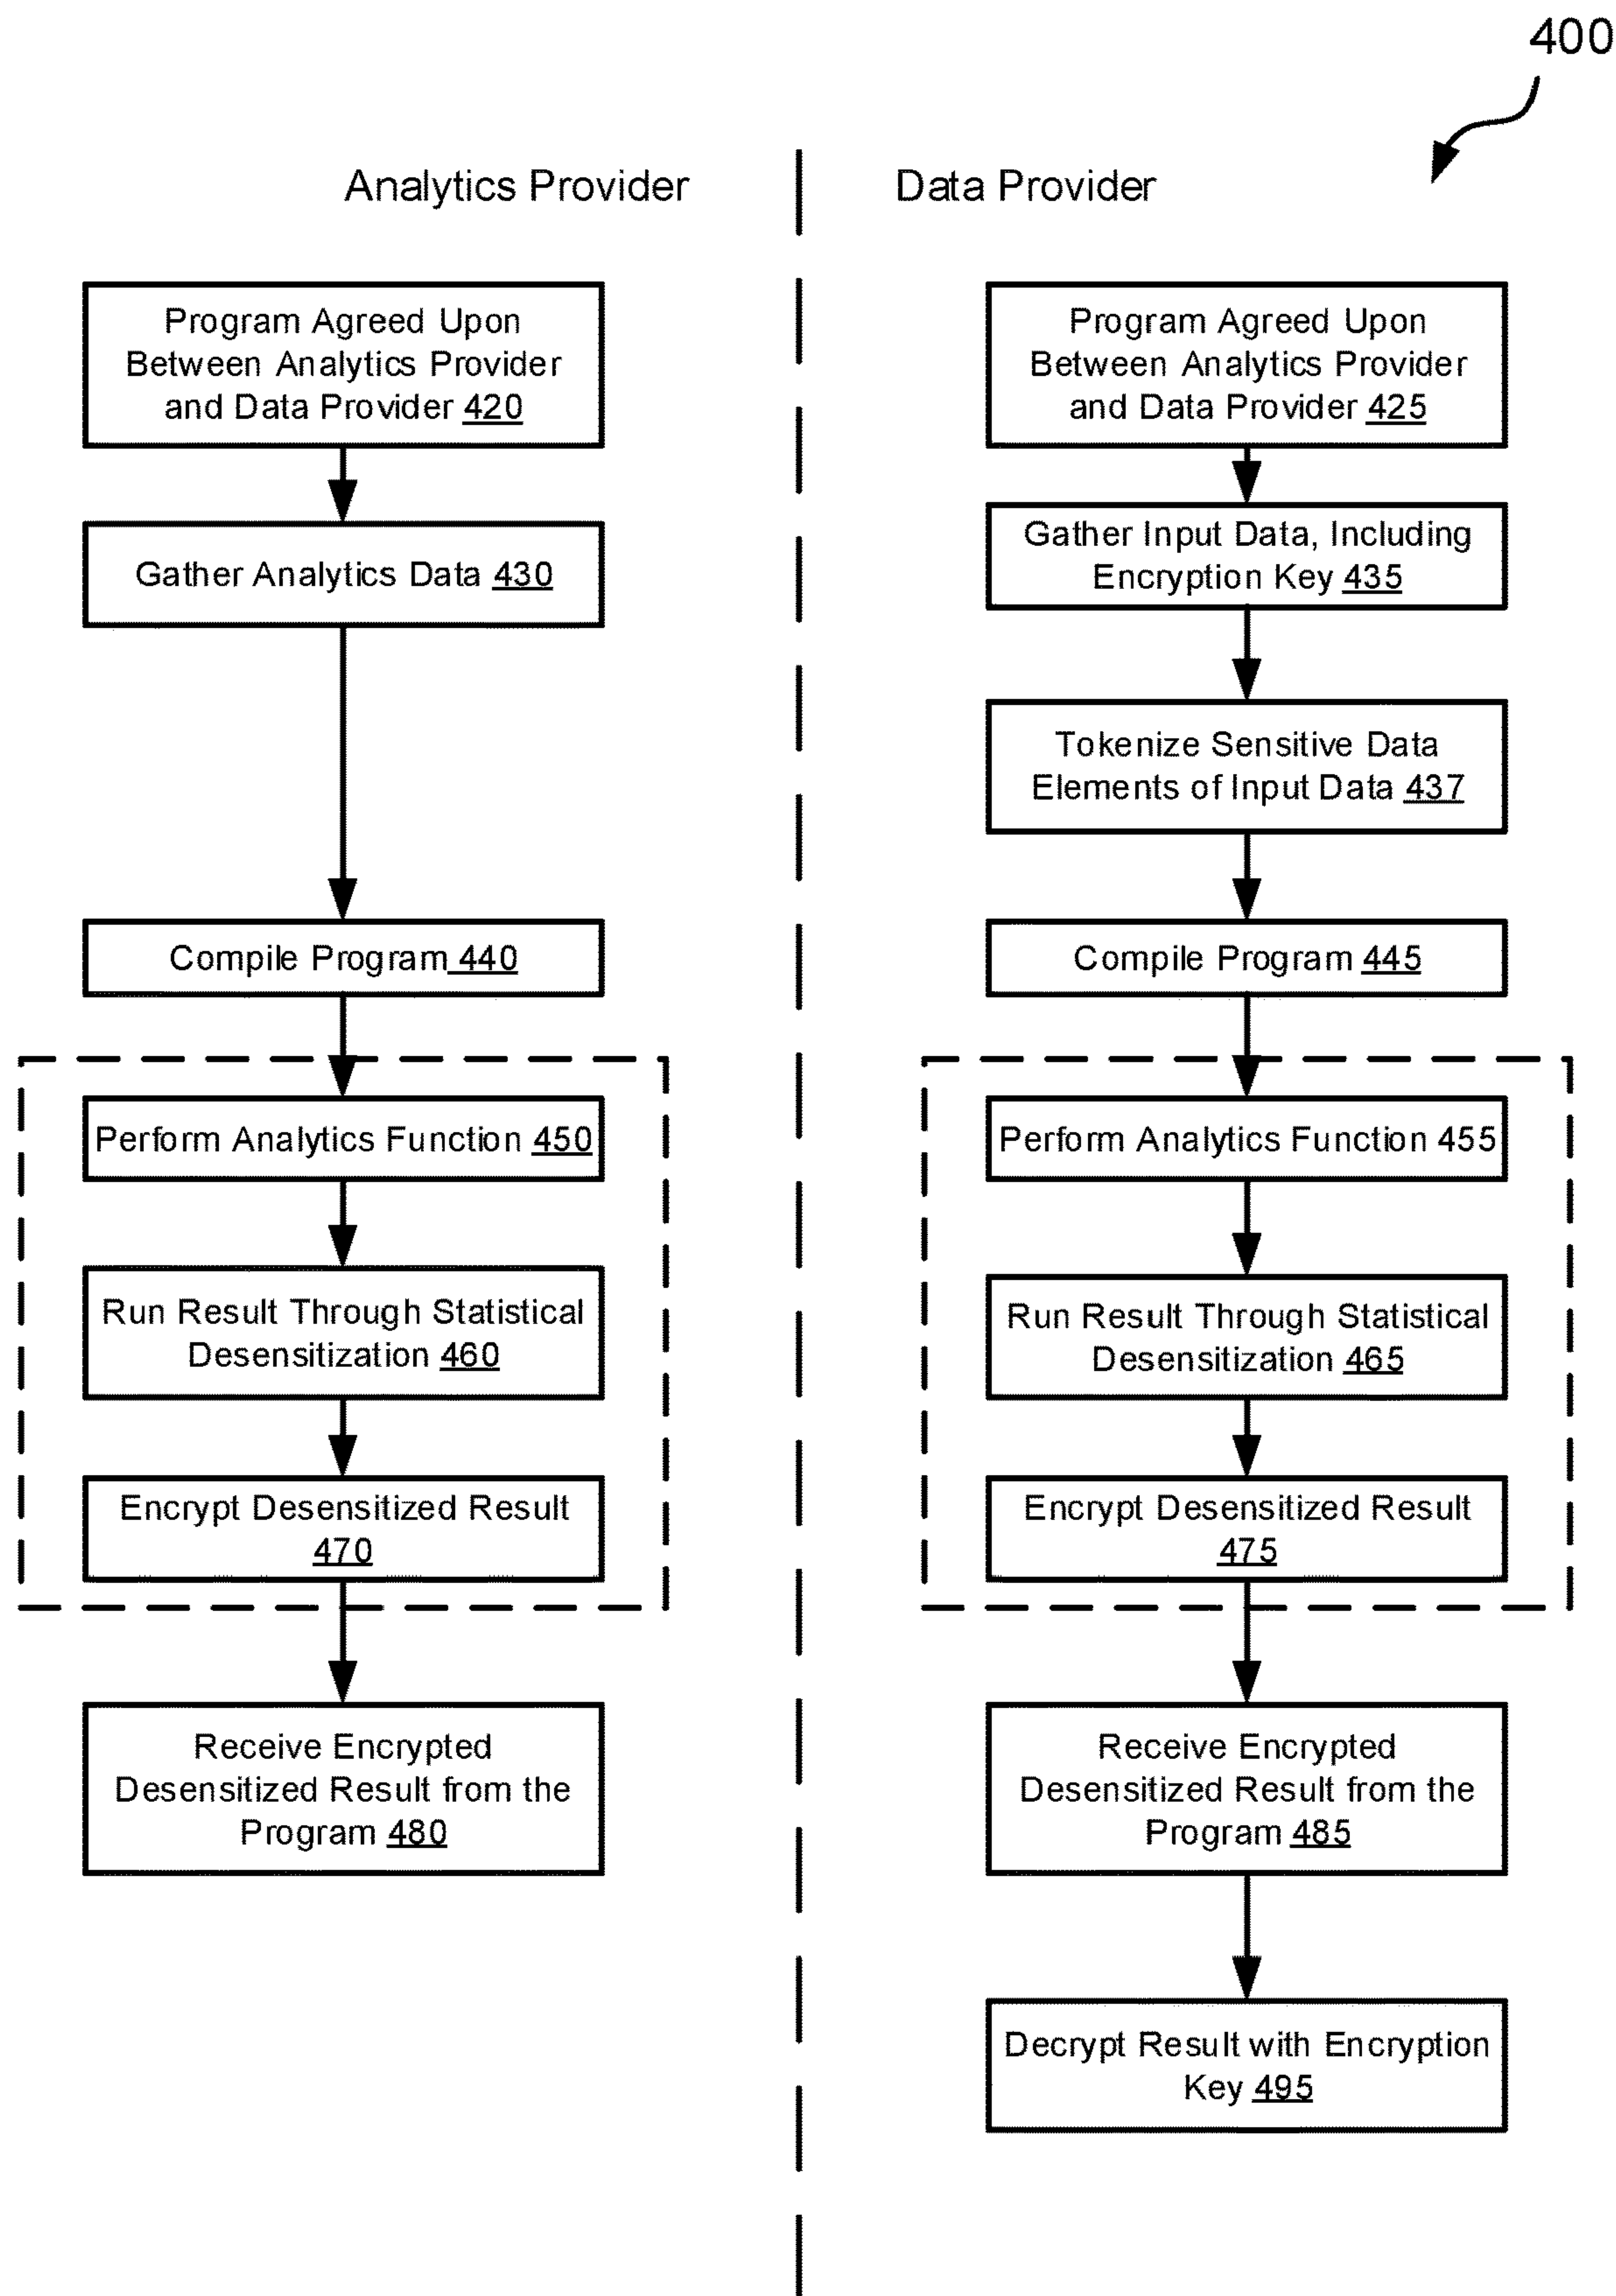 400
Analytics Provider
Data Provider
Program Agreed Upon
Between Analytics Provider
and Data Provider 420
Gather Analytics Data 430
Compile Program 440
Perform Analytics Function 450
Run Result Through Statistical
Desensitization 460
Encrypt Desensitized Result
470
Receive Encrypted
Desensitized Result from the
Program 480
Program Agreed Upon
Between Analytics Provider
and Data Provider 425
Gather Input Data, Including
Encryption Key 435
Tokenize Sensitive Data
Elements of Input Data 437
Compile Program 445
Perform Analytics Function 455
Run Result Through Statistical
Desensitization 465
Encrypt Desensitized Result
475
Receive Encrypted
Desensitized Result from the
Program 485
Decrypt Result with Encryption
Key 495